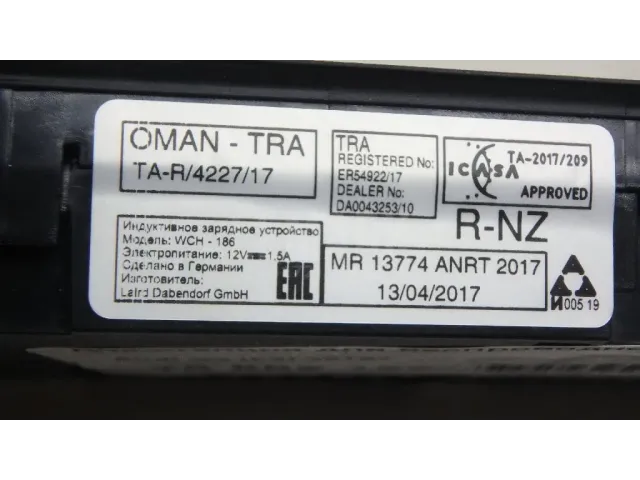 OMAN - TRA
TA-R/4227/17
TRA
REGISTERED No:
ER54922/17
DEALER No:
DA0043253/10
ICASA
TA-2017/209
APPROVED
R-NZ
Индуктивное зарядное устройство
Модель: WCH - 186
Электропитание: 12V⎓1.5A
Сделано в Германии
Изготовитель:
Laird Dabendorf GmbH
EAC
MR 13774 ANRT 2017
13/04/2017
И005 19